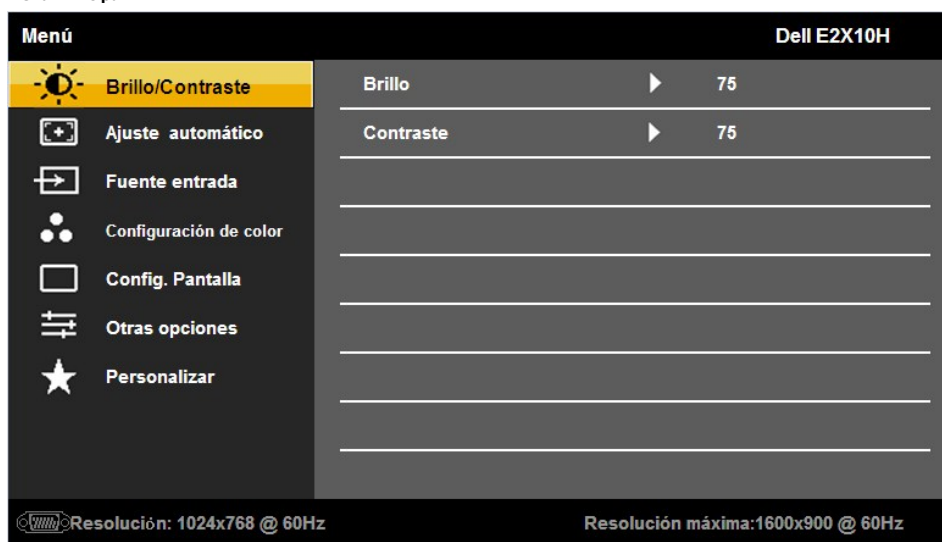 Menú Dell E2X10H
Brillo/Contraste Brillo 75
Ajuste automático Contraste 75
Fuente entrada
Configuración de color
Config. Pantalla
Otras opciones
Personalizar
Resolución: 1024x768 @ 60Hz Resolución máxima:1600x900 @ 60Hz